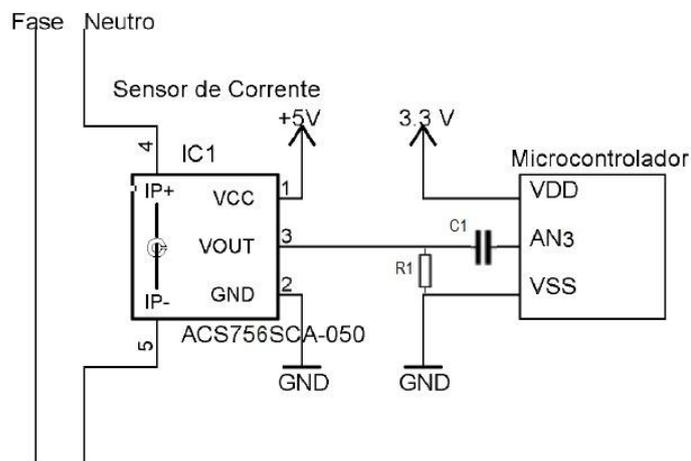 Fase Neutro
Sensor de Corrente
+5V
3.3 V
4
IC1
Microcontrolador
IP+
VCC
1
VDD
VOUT
3
C1
AN3
R1
IP-
GND
2
VSS
5
ACS756SCA-050
GND
GND